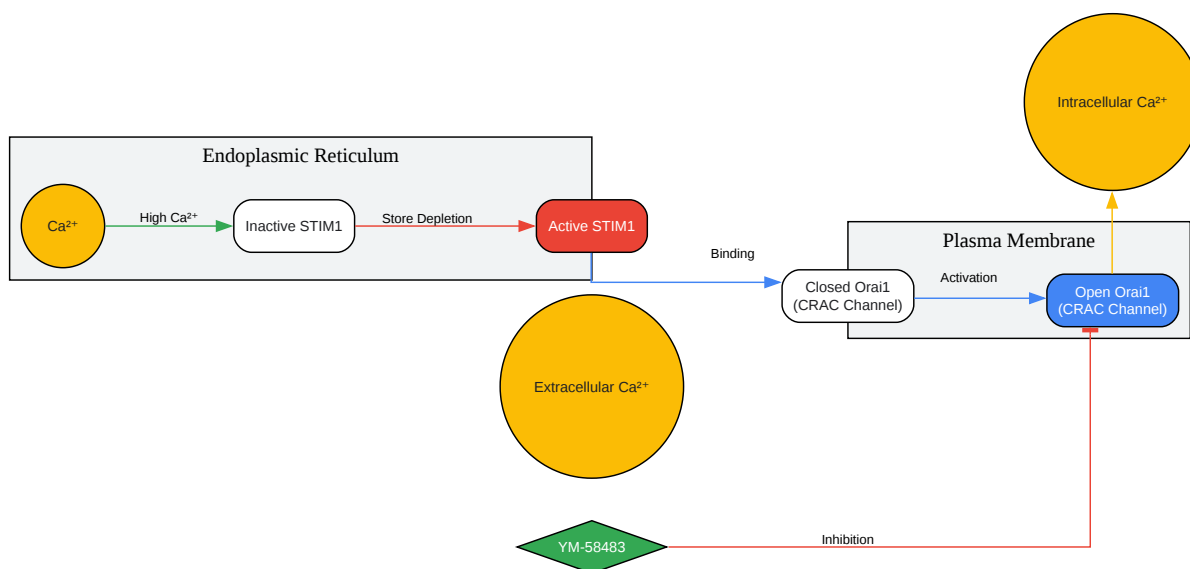 Intracellular Ca²⁺
Endoplasmic Reticulum
Ca²⁺
High Ca²⁺
Inactive STIM1
Store Depletion
Active STIM1
Binding
Plasma Membrane
Closed Orai1
(CRAC Channel)
Activation
Open Orai1
(CRAC Channel)
Extracellular Ca²⁺
YM-58483
Inhibition